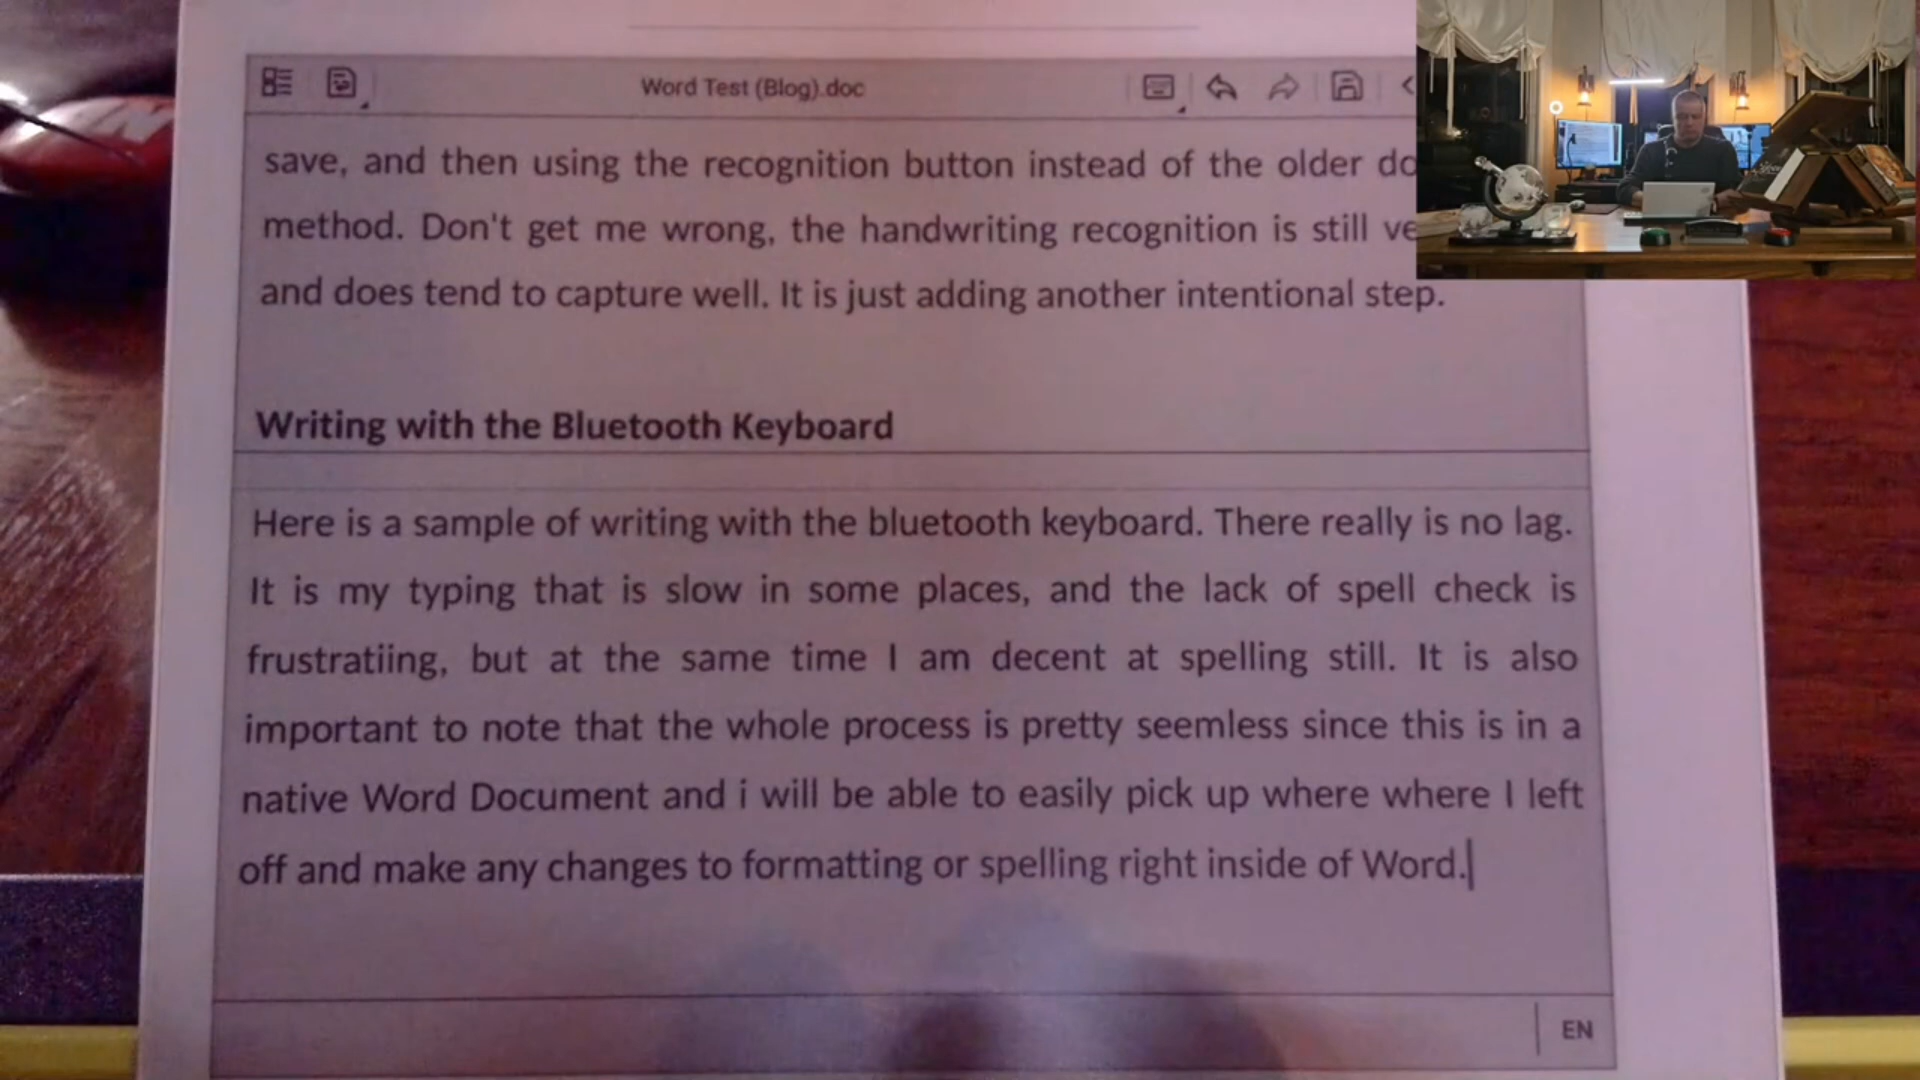 Word Test (Blog).doc
save, and then using the recognition button instead of the older
method. Don't get me wrong, the handwriting recognition is still
and does tend to capture well. It is just adding another intentional step.
Writing with the Bluetooth Keyboard
Here is a sample of writing with the bluetooth keyboard. There really is no lag.
It is my typing that is slow in some places, and the lack of spell check is
frustratiing, but at the same time I am decent at spelling still. It is also
important to note that the whole process is pretty seemless since this is in a
native Word Document and i will be able to easily pick up where where I left
off and make any changes to formatting or spelling right inside of Word.
EN